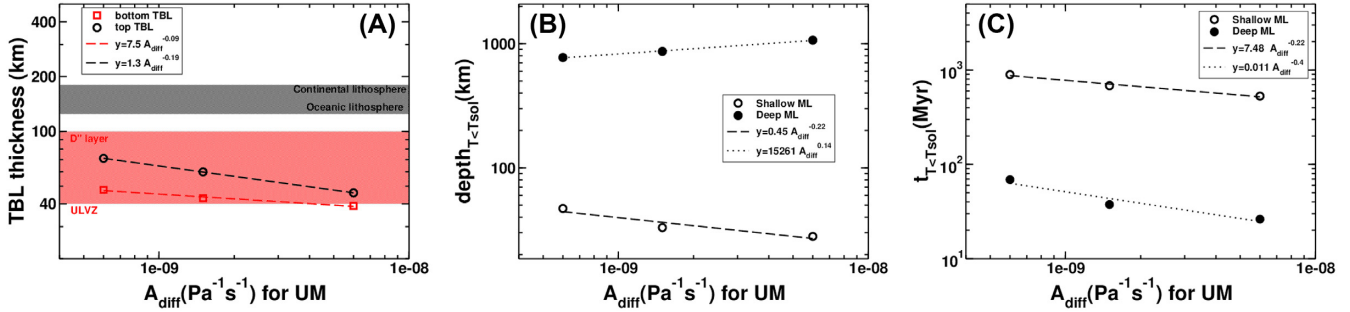 (A)
400
200
100
40
TBL thickness (km)
bottom TBL
top TBL
y=7.5 A_diff^-0.09
y=1.3 A_diff^-0.19
Continental lithosphere
Oceanic lithosphere
D" layer
ULVZ
1e-09
1e-08
A_diff(Pa^-1s^-1) for UM
(B)
1000
100
depth_T<Tsol(km)
Shallow ML
Deep ML
y=0.45 A_diff^-0.22
y=15261 A_diff^0.14
1e-09
1e-08
A_diff(Pa^-1s^-1) for UM
(C)
10^3
10^2
10^1
t_T<Tsol(Myr)
Shallow ML
Deep ML
y=7.48 A_diff^-0.22
y=0.011 A_diff^-0.4
1e-09
1e-08
A_diff(Pa^-1s^-1) for UM